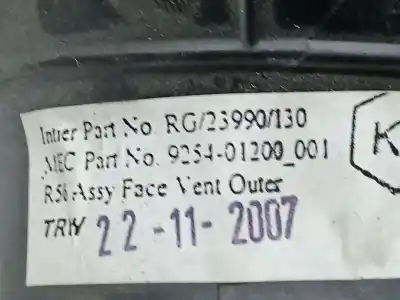 Intier Part No. RG/23990/130
MEC Part No. 9254-01200_001
R56 Assy Face Vent Outer
TRW 22-11-2007
K